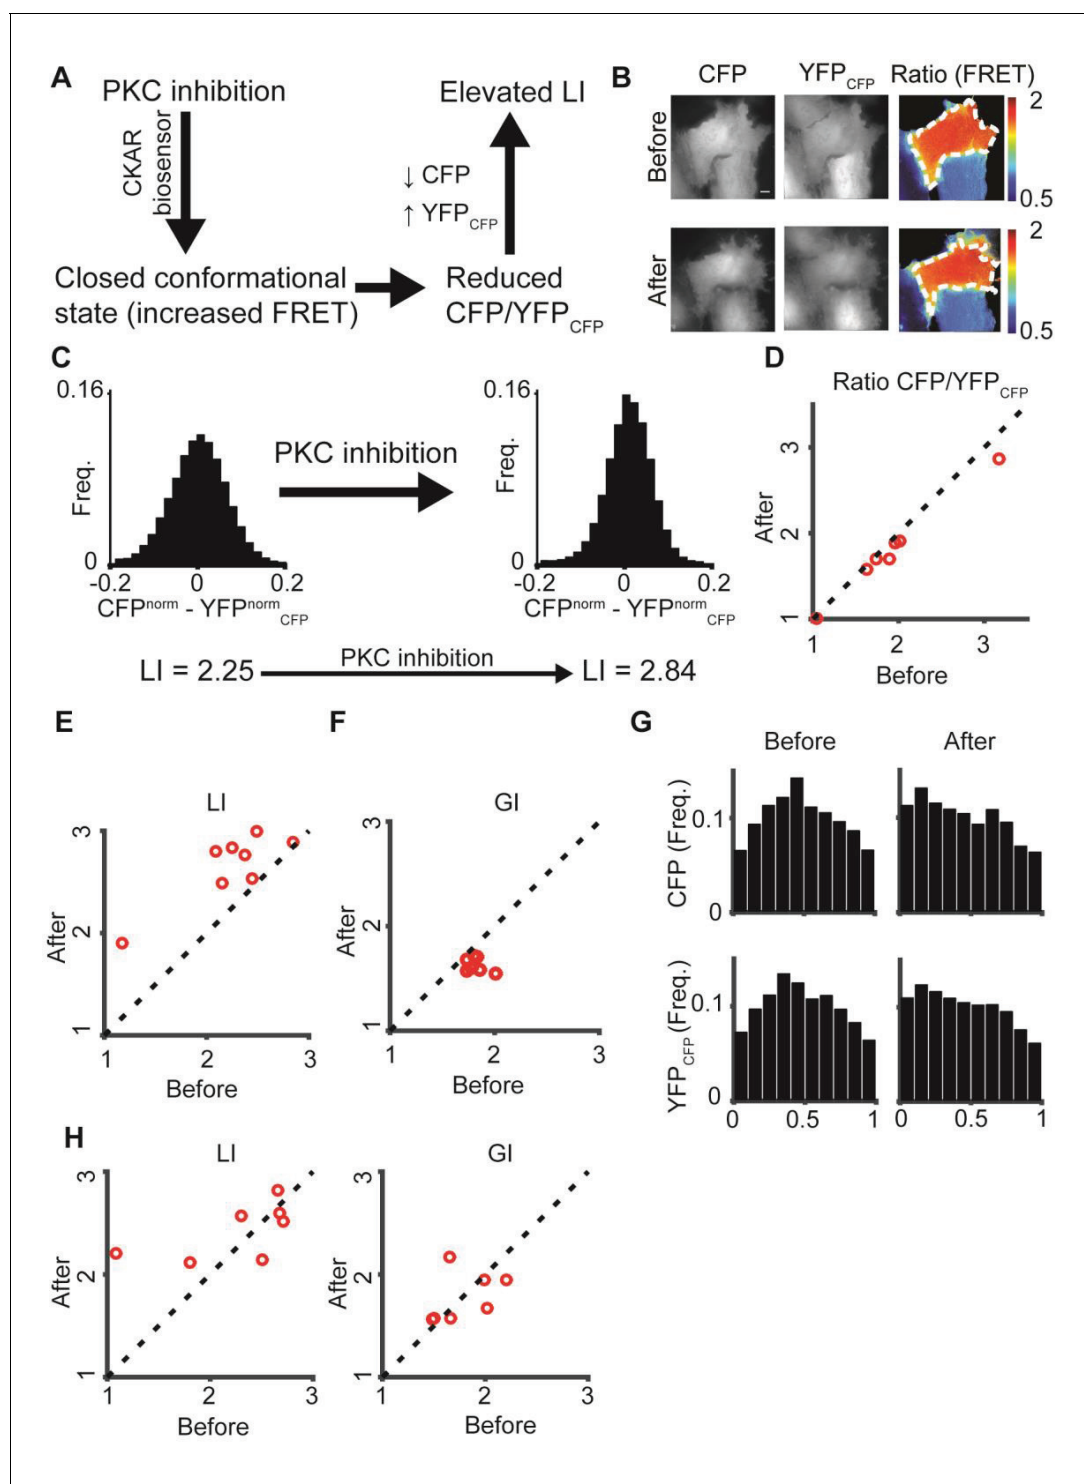 A
PKC inhibition
CKAR
biosensor
Closed conformational
state (increased FRET)
Elevated LI
↓ CFP
↑ YFPCFP
Reduced
CFP/YFPCFP
B
CFP YFPCFP Ratio (FRET)
Before
2
0.5
After
2
0.5
C
0.16
Freq.
0
-0.2 0 0.2
CFPnorm - YFPnormCFP
PKC inhibition
0.16
Freq.
0
-0.2 0 0.2
CFPnorm - YFPnormCFP
LI = 2.25
PKC inhibition
LI = 2.84
D
Ratio CFP/YFPCFP
3
2
1
After
1 2 3
Before
E
LI
3
2
1
After
1 2 3
Before
F
GI
3
2
1
After
1 2 3
Before
G
Before After
CFP (Freq.)
0.1
0
YFPCFP (Freq.)
0.1
0
0 0.5 1
0 0.5 1
H
LI
3
2
1
After
1 2 3
Before
GI
3
2
1
After
1 2 3
Before